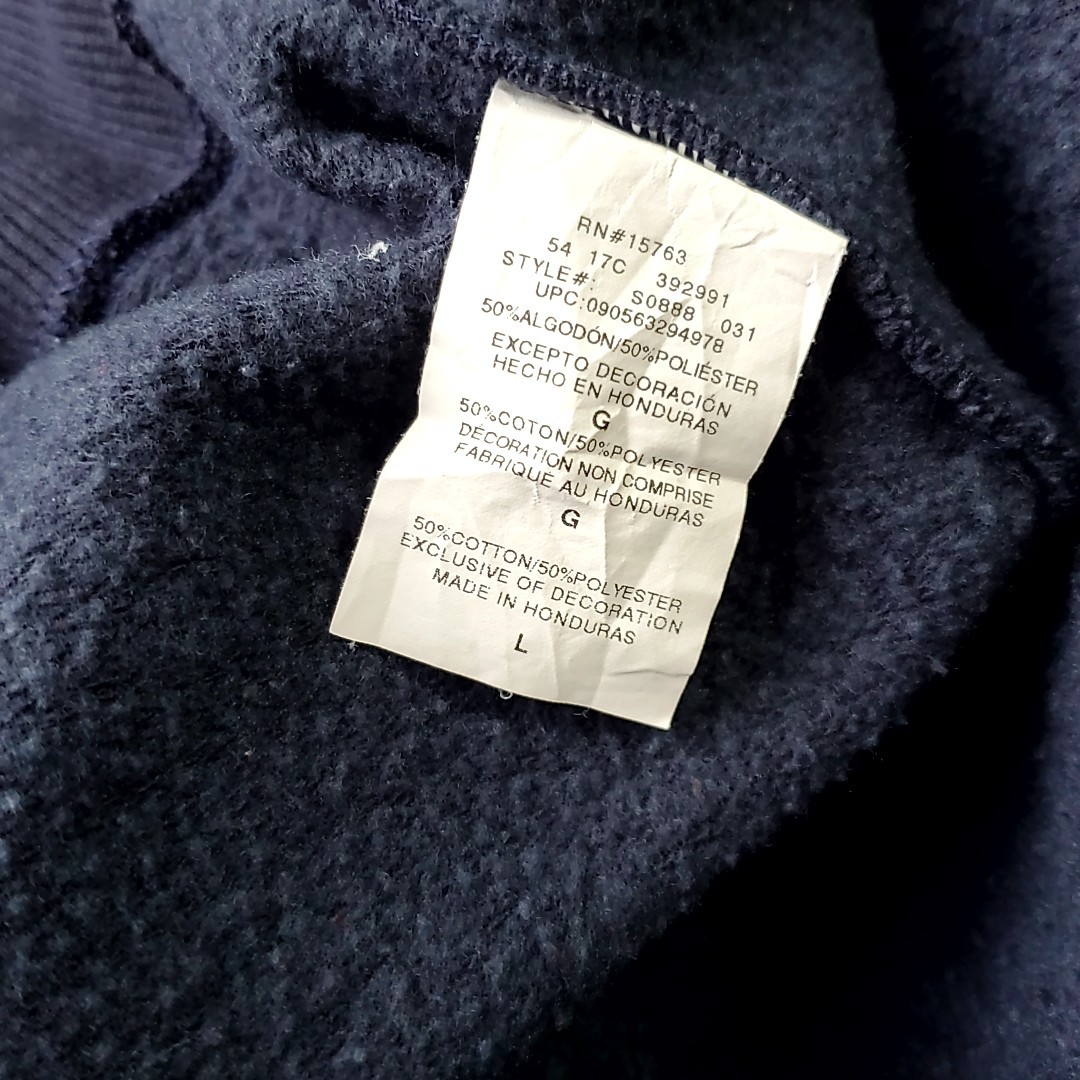 RN#15763
54 17C 392991
STYLE#: S0888 031
UPC:090563294978
50%ALGODÓN/50%POLIÉSTER
EXCEPTO DECORACIÓN
HECHO EN HONDURAS
G
50%COTON/50%POLYESTER
DÉCORATION NON COMPRISE
FABRIQUÉ AU HONDURAS
G
50%COTTON/50%POLYESTER
EXCLUSIVE OF DECORATION
MADE IN HONDURAS
L